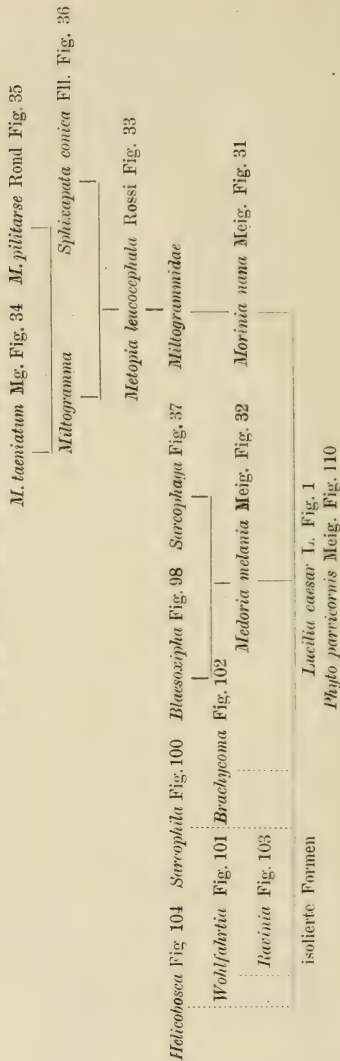 M. taeniatum Mg. Fig. 34 M. pilitarse Rond Fig. 35
Miltogramma Sphixapata conica Fll. Fig. 36
Metopia leucocephala Rossi Fig. 33
Helicobosca Fig 104 Sarcophila Fig. 100 Blaesoxipha Fig. 98 Sarcophaga Fig. 37 Miltogrammidae
Wohlfahrtia Fig. 101 Brachycoma Fig. 102
Medoria melania Meig. Fig. 32 Morinia nana Meig. Fig. 31
Ravinia Fig. 103
isolierte Formen Lucilia caesar L. Fig. 1
Phyto parvicornis Meig. Fig. 110